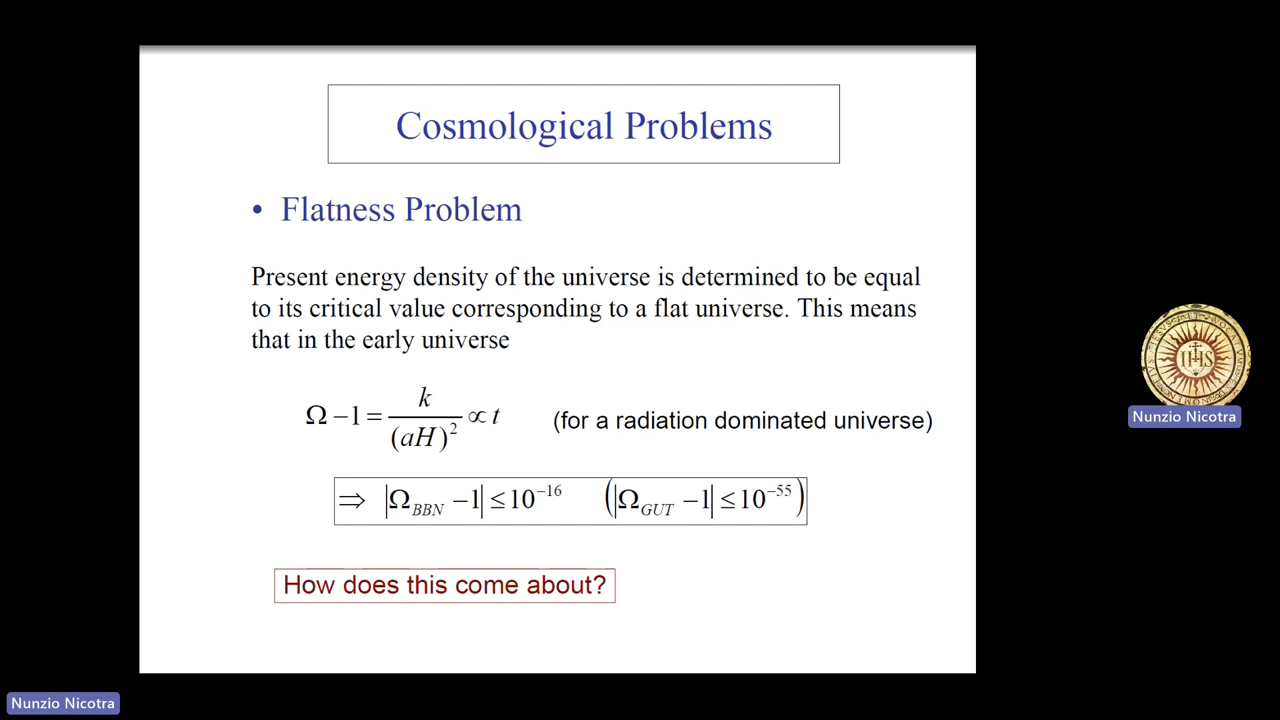 Cosmological Problems
• Flatness Problem
Present energy density of the universe is determined to be equal
to its critical value corresponding to a flat universe. This means
that in the early universe
Ω − 1 = k / (aH)² ∝ t (for a radiation dominated universe)
⇒ |Ω_BBN − 1| ≤ 10⁻¹⁶ (|Ω_GUT − 1| ≤ 10⁻⁵⁵)
How does this come about?
IHS
Nunzio Nicotra
Nunzio Nicotra